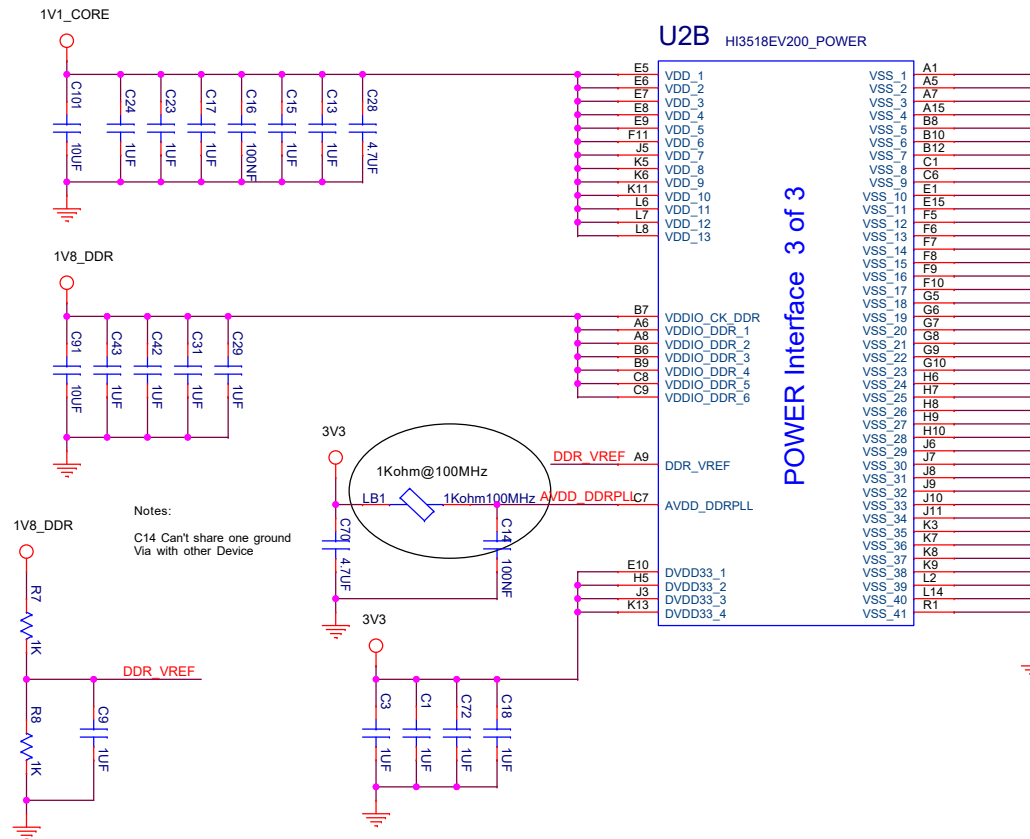 1V1_CORE
C101
10UF
C24
1UF
C23
1UF
C17
1UF
C16
100NF
C15
1UF
C13
1UF
C28
4.7UF
U2B HI3518EV200_POWER
E5 VDD_1
E6 VDD_2
E7 VDD_3
E8 VDD_4
E9 VDD_5
F11 VDD_6
J5 VDD_7
K5 VDD_8
K6 VDD_9
K11 VDD_10
L6 VDD_11
L7 VDD_12
L8 VDD_13
1V8_DDR
C91
10UF
C43
1UF
C42
1UF
C31
1UF
C29
1UF
B7 VDDIO_CK_DDR
A6 VDDIO_DDR_1
A8 VDDIO_DDR_2
B6 VDDIO_DDR_3
B9 VDDIO_DDR_4
C8 VDDIO_DDR_5
C9 VDDIO_DDR_6
3V3
1Kohm@100MHz
LB1
1Kohm100MHz
C70
4.7UF
C14
100NF
DDR_VREF A9 DDR_VREF
AVDD_DDRPLL C7 AVDD_DDRPLL
E10 DVDD33_1
H5 DVDD33_2
J3 DVDD33_3
K13 DVDD33_4
POWER Interface 3 of 3
VSS_1 A1
VSS_2 A5
VSS_3 A7
VSS_4 A15
VSS_5 B8
VSS_6 B10
VSS_7 B12
VSS_8 C1
VSS_9 C6
VSS_10 E1
VSS_11 E15
VSS_12 F5
VSS_13 F6
VSS_14 F7
VSS_15 F8
VSS_16 F9
VSS_17 F10
VSS_18 G5
VSS_19 G6
VSS_20 G7
VSS_21 G8
VSS_22 G9
VSS_23 G10
VSS_24 H6
VSS_25 H7
VSS_26 H8
VSS_27 H9
VSS_28 H10
VSS_29 J6
VSS_30 J7
VSS_31 J8
VSS_32 J9
VSS_33 J10
VSS_34 J11
VSS_35 K3
VSS_36 K7
VSS_37 K8
VSS_38 K9
VSS_39 L2
VSS_40 L14
VSS_41 R1
Notes:
C14 Can't share one ground
Via with other Device
1V8_DDR
R7
1K
DDR_VREF
R8
1K
C9
1UF
3V3
C3
1UF
C1
1UF
C72
1UF
C18
1UF